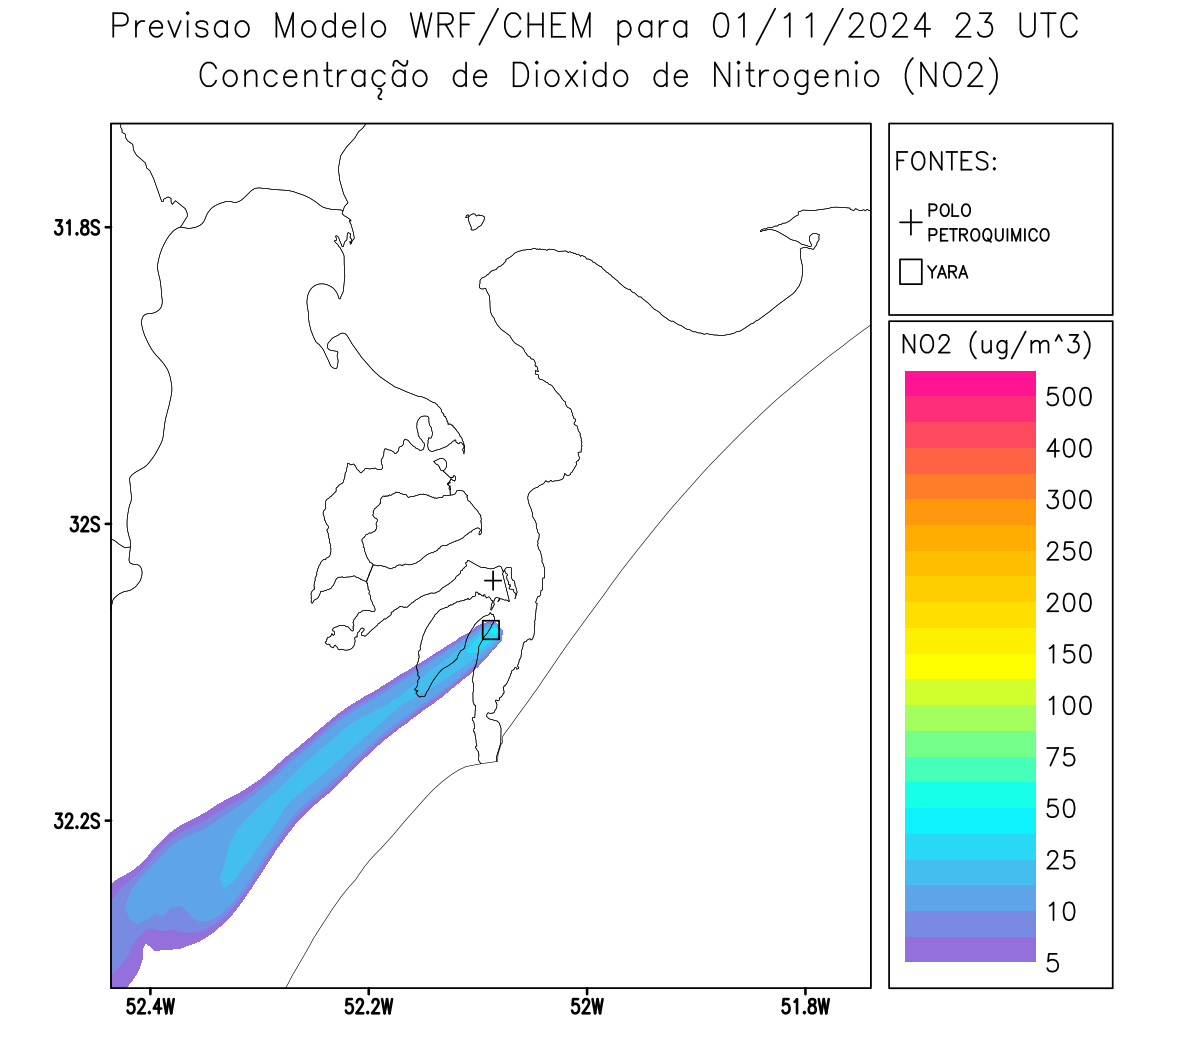 Previsao Modelo WRF/CHEM para 01/11/2024 23 UTC
Concentração de Dioxido de Nitrogenio (NO2)
FONTES:
POLO
PETROQUIMICO
YARA
NO2 (ug/m^3)
500
400
300
250
200
150
100
75
50
25
10
5
31.8S
32S
32.2S
52.4W
52.2W
52W
51.8W